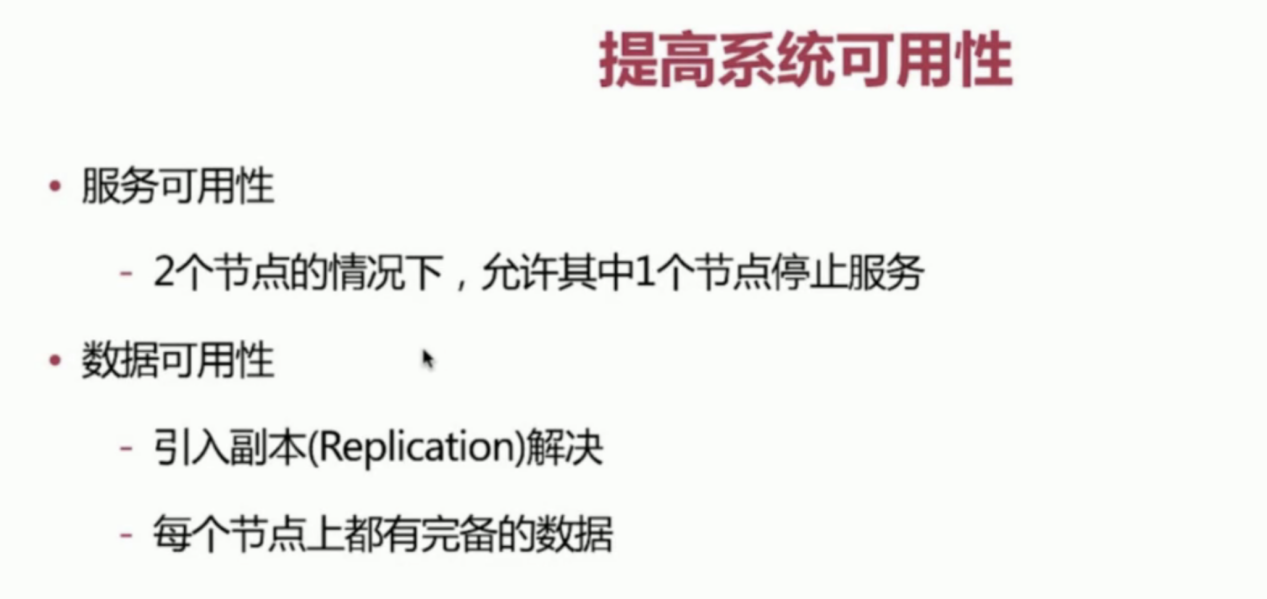 提高系统可用性
• 服务可用性
- 2个节点的情况下，允许其中1个节点停止服务
• 数据可用性
- 引入副本(Replication)解决
- 每个节点上都有完备的数据